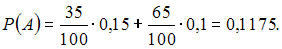 P(A) = 35/100 · 0,15 + 65/100 · 0,1 = 0,1175.